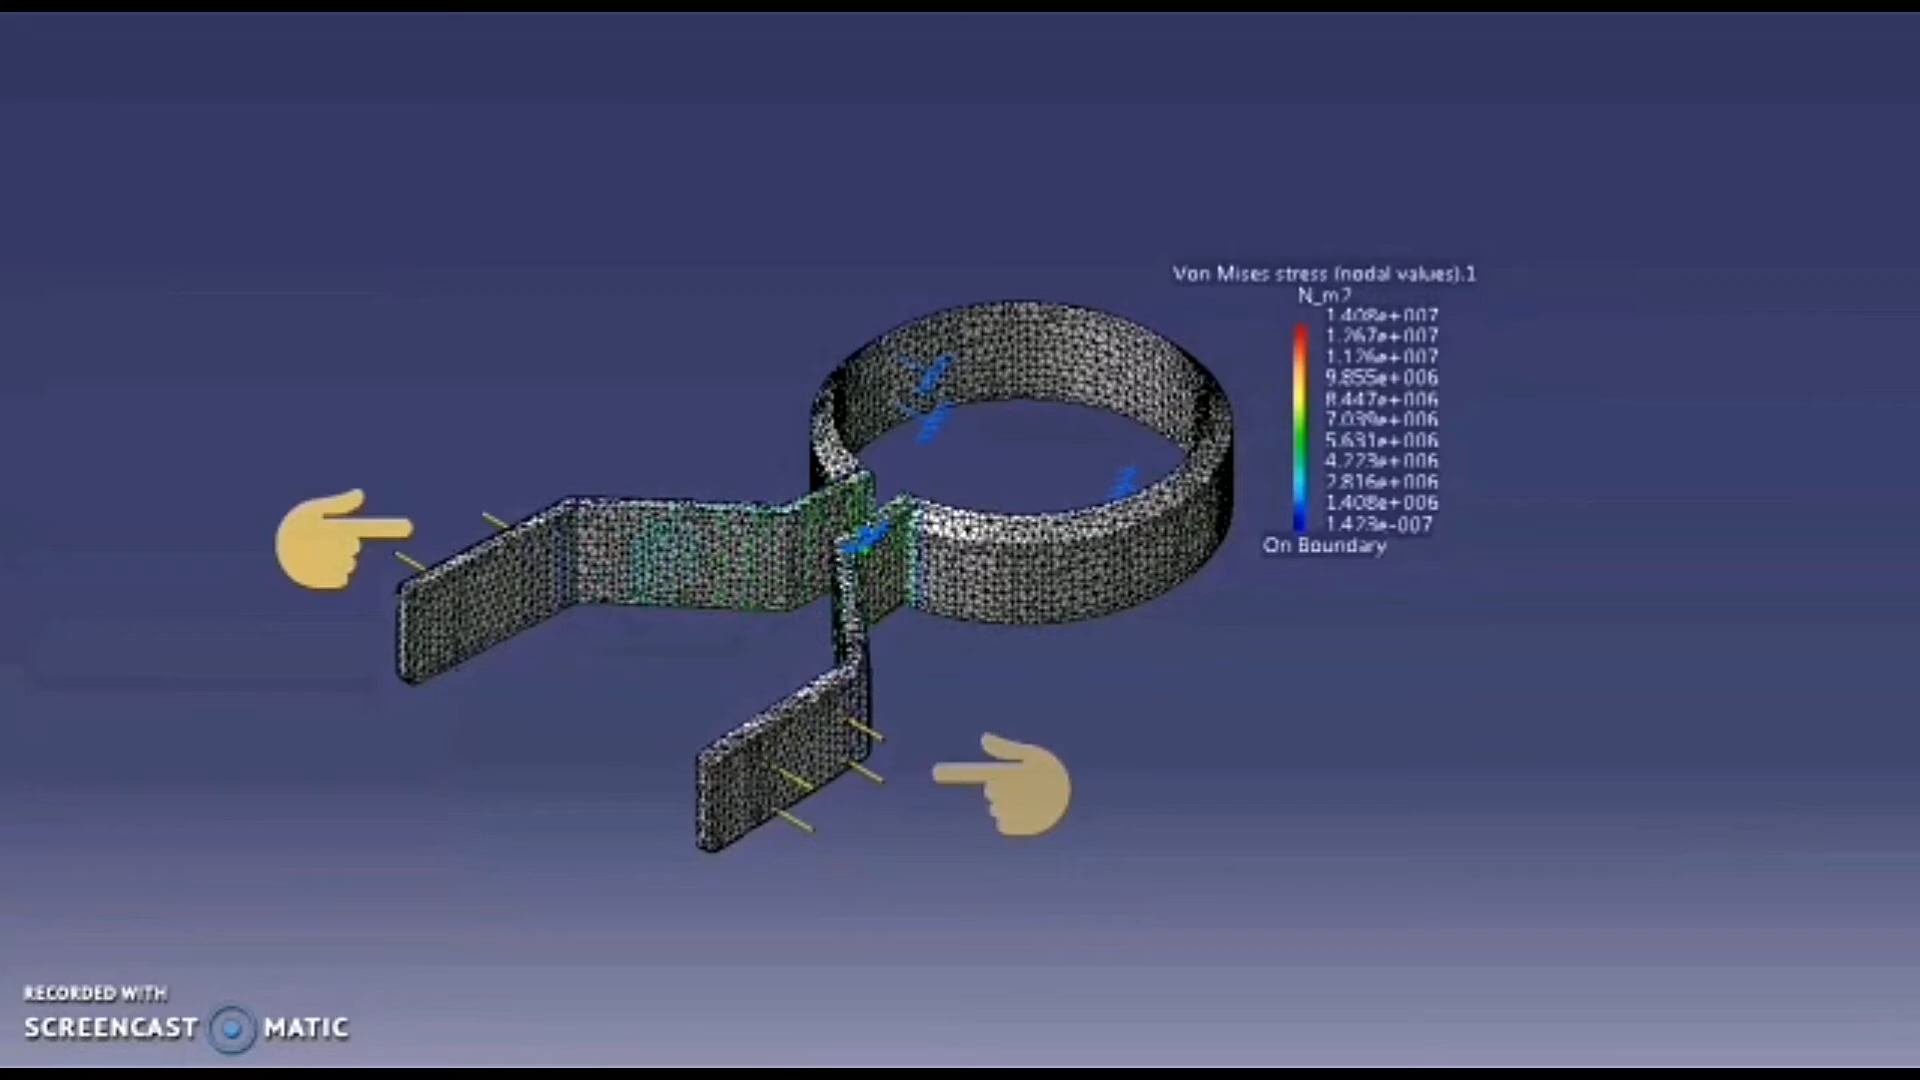 Von Mises stress (nodal values).1
N_m2
1.408e+007
1.267e+007
1.126e+007
9.855e+006
8.447e+006
7.039e+006
5.631e+006
4.223e+006
2.816e+006
1.408e+006
1.423e-007
On Boundary
RECORDED WITH
SCREENCAST MATIC